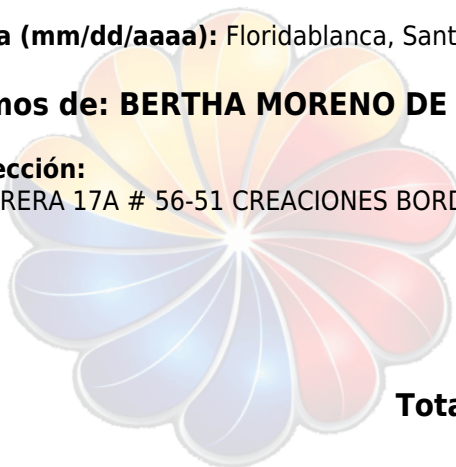 a (mm/dd/aaaa): Floridablanca, Sant
mos de: BERTHA MORENO DE
ección:
RERA 17A # 56-51 CREACIONES BORD
Tota